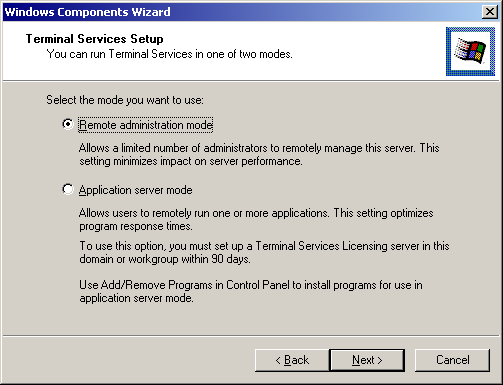 Windows Components Wizard
Terminal Services Setup
You can run Terminal Services in one of two modes.
Select the mode you want to use:
Remote administration mode
Allows a limited number of administrators to remotely manage this server. This
setting minimizes impact on server performance.
Application server mode
Allows users to remotely run one or more applications. This setting optimizes
program response times.
To use this option, you must set up a Terminal Services Licensing server in this
domain or workgroup within 90 days.
Use Add/Remove Programs in Control Panel to install programs for use in
application server mode.
< Back
Next >
Cancel